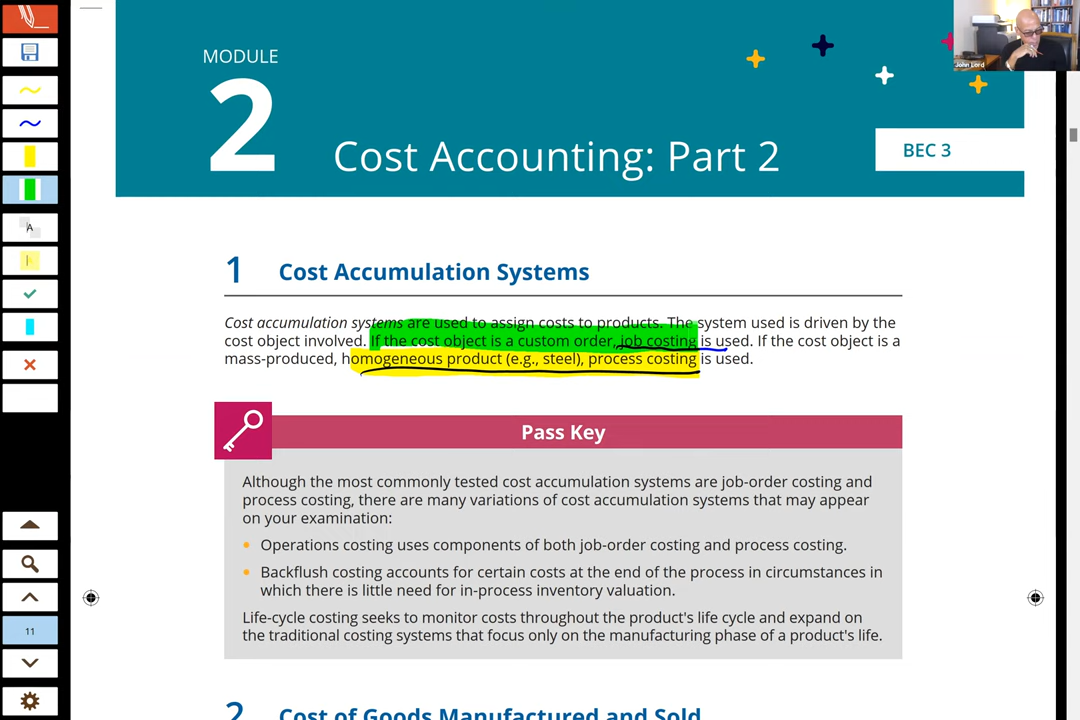 MODULE
2
Cost Accounting: Part 2
BEC 3
John Lord
1 Cost Accumulation Systems
Cost accumulation systems are used to assign costs to products. The system used is driven by the
cost object involved. If the cost object is a custom order, job costing is used. If the cost object is a
mass-produced, homogeneous product (e.g., steel), process costing is used.
Pass Key
Although the most commonly tested cost accumulation systems are job-order costing and
process costing, there are many variations of cost accumulation systems that may appear
on your examination:
• Operations costing uses components of both job-order costing and process costing.
• Backflush costing accounts for certain costs at the end of the process in circumstances in
which there is little need for in-process inventory valuation.
Life-cycle costing seeks to monitor costs throughout the product's life cycle and expand on
the traditional costing systems that focus only on the manufacturing phase of a product's life.
2 Cost of Goods Manufactured and Sold
A
11